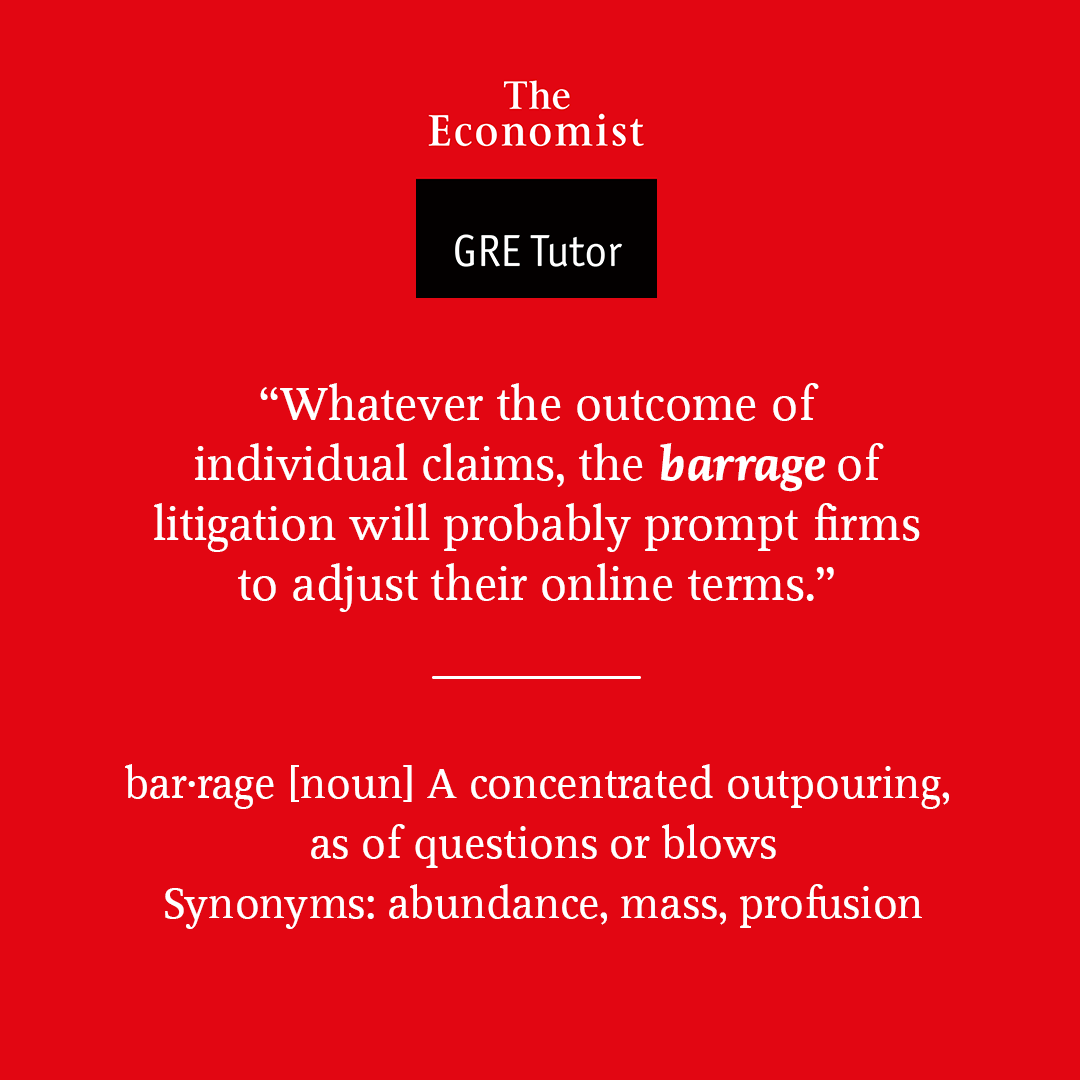 The
Economist
GRE Tutor
“Whatever the outcome of
individual claims, the barrage of
litigation will probably prompt firms
to adjust their online terms.”
bar·rage [noun] A concentrated outpouring,
as of questions or blows
Synonyms: abundance, mass, profusion